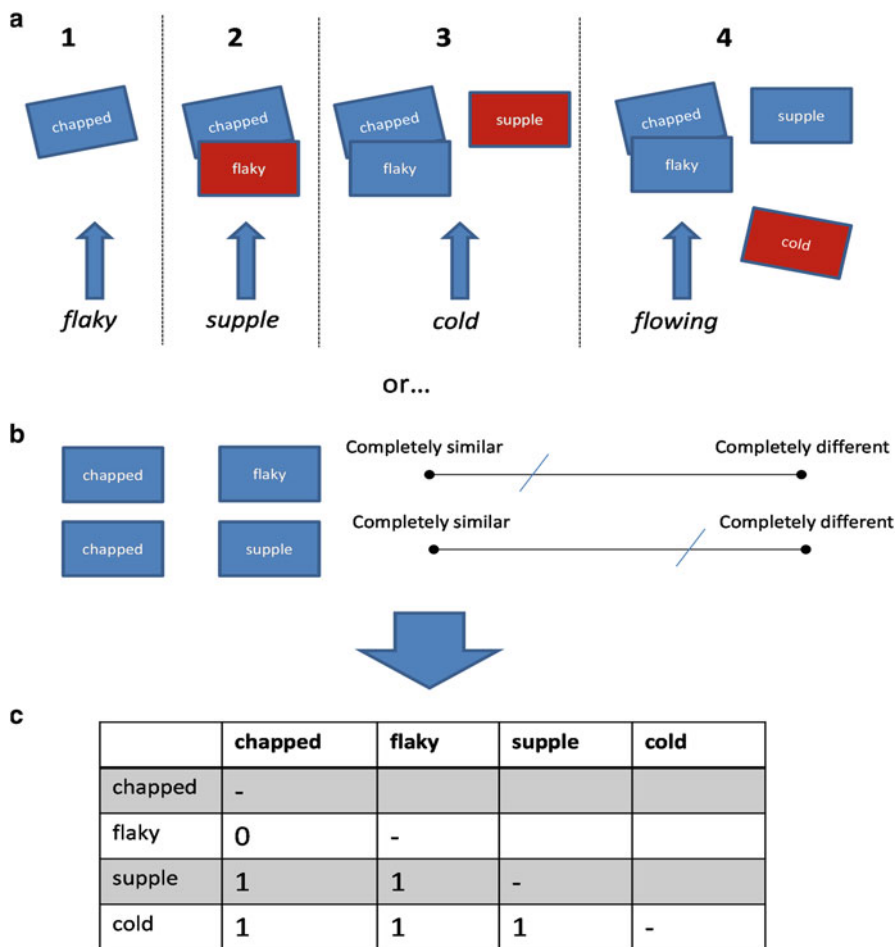 a
1 2 3 4
chapped
chapped
flaky
chapped
flaky
supple
chapped
flaky
supple
cold
flaky supple cold flowing
or...
b
chapped flaky Completely similar Completely different
chapped supple Completely similar Completely different
c
chapped flaky supple cold
chapped -
flaky 0 -
supple 1 1 -
cold 1 1 1 -